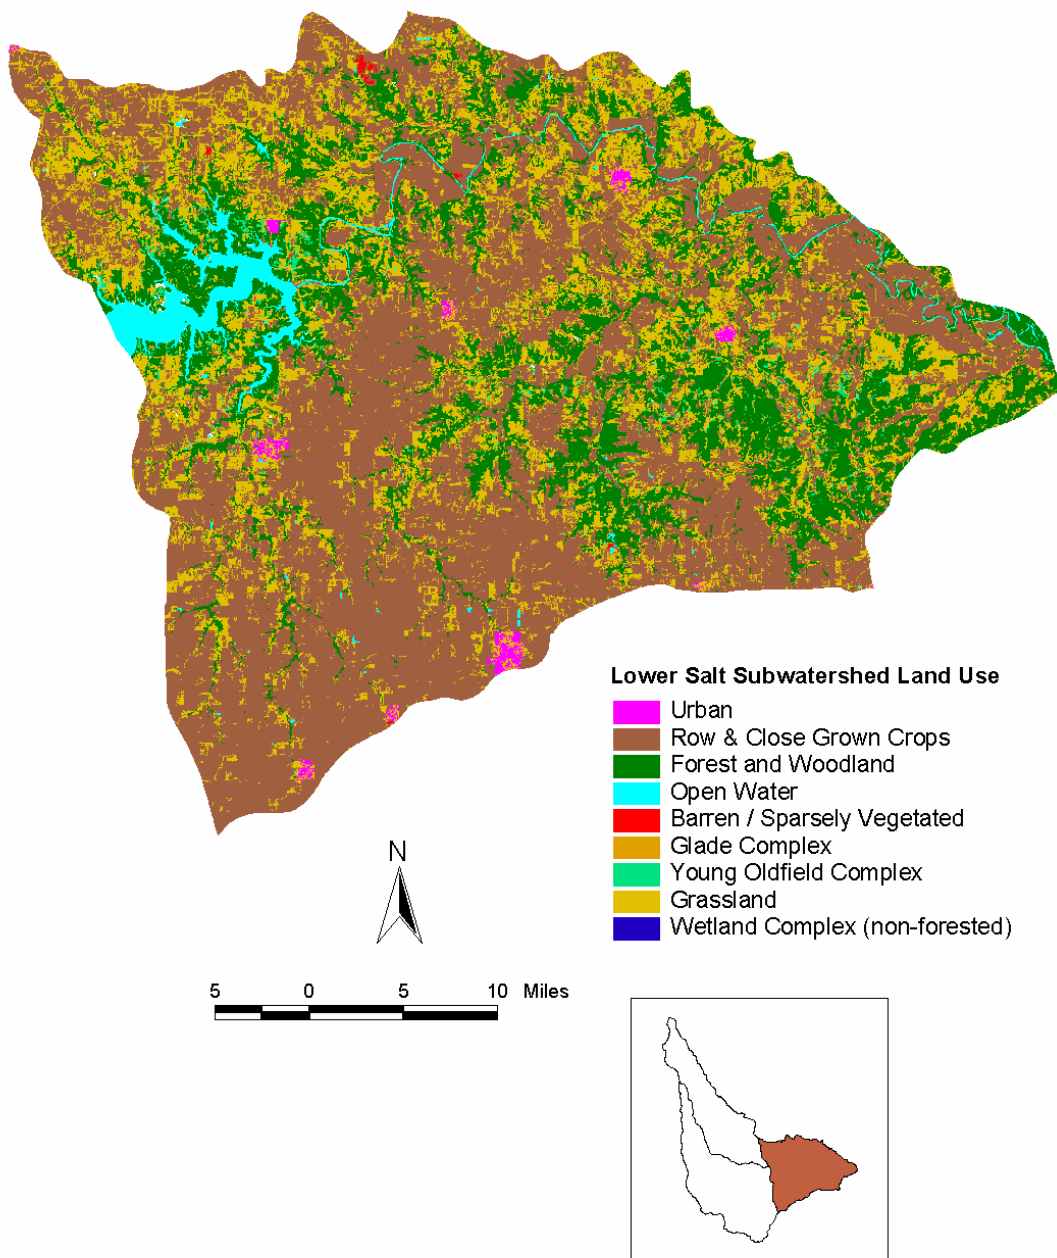 Lower Salt Subwatershed Land Use
Urban
Row & Close Grown Crops
Forest and Woodland
Open Water
Barren / Sparsely Vegetated
Glade Complex
Young Oldfield Complex
Grassland
Wetland Complex (non-forested)
N
5 0 5 10 Miles